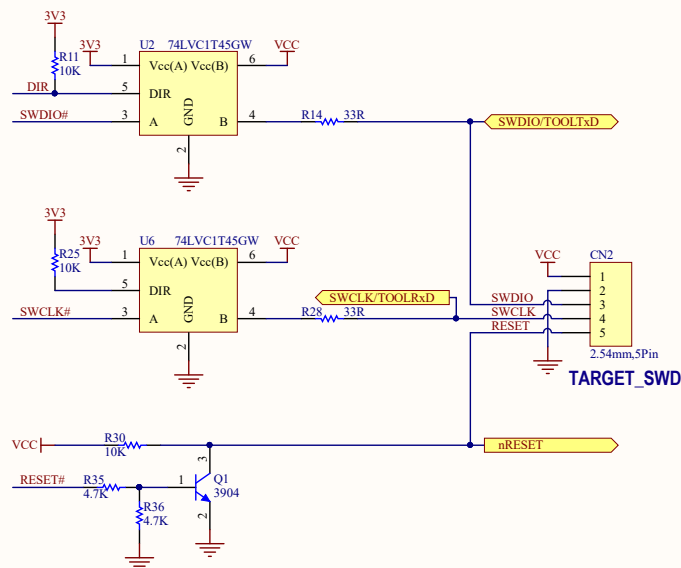 3V3
U2 74LVC1T45GW
R11
10K
3V3
VCC
1 Vcc(A) Vcc(B) 6
DIR
5 DIR
SWDIO#
3 A GND B 4
R14 33R
SWDIO/TOOLTxD
2
3V3
U6 74LVC1T45GW
R25
10K
3V3
VCC
1 Vcc(A) Vcc(B) 6
5 DIR
SWCLK#
3 A GND B 4
R28 33R
SWCLK/TOOLRxD
2
VCC
CN2
1
2
SWDIO 3
SWCLK 4
RESET 5
2.54mm,5Pin
TARGET_SWD
VCC
R30
10K
nRESET
3
RESET#
R35
4.7K
1
Q1
3904
R36
4.7K
2